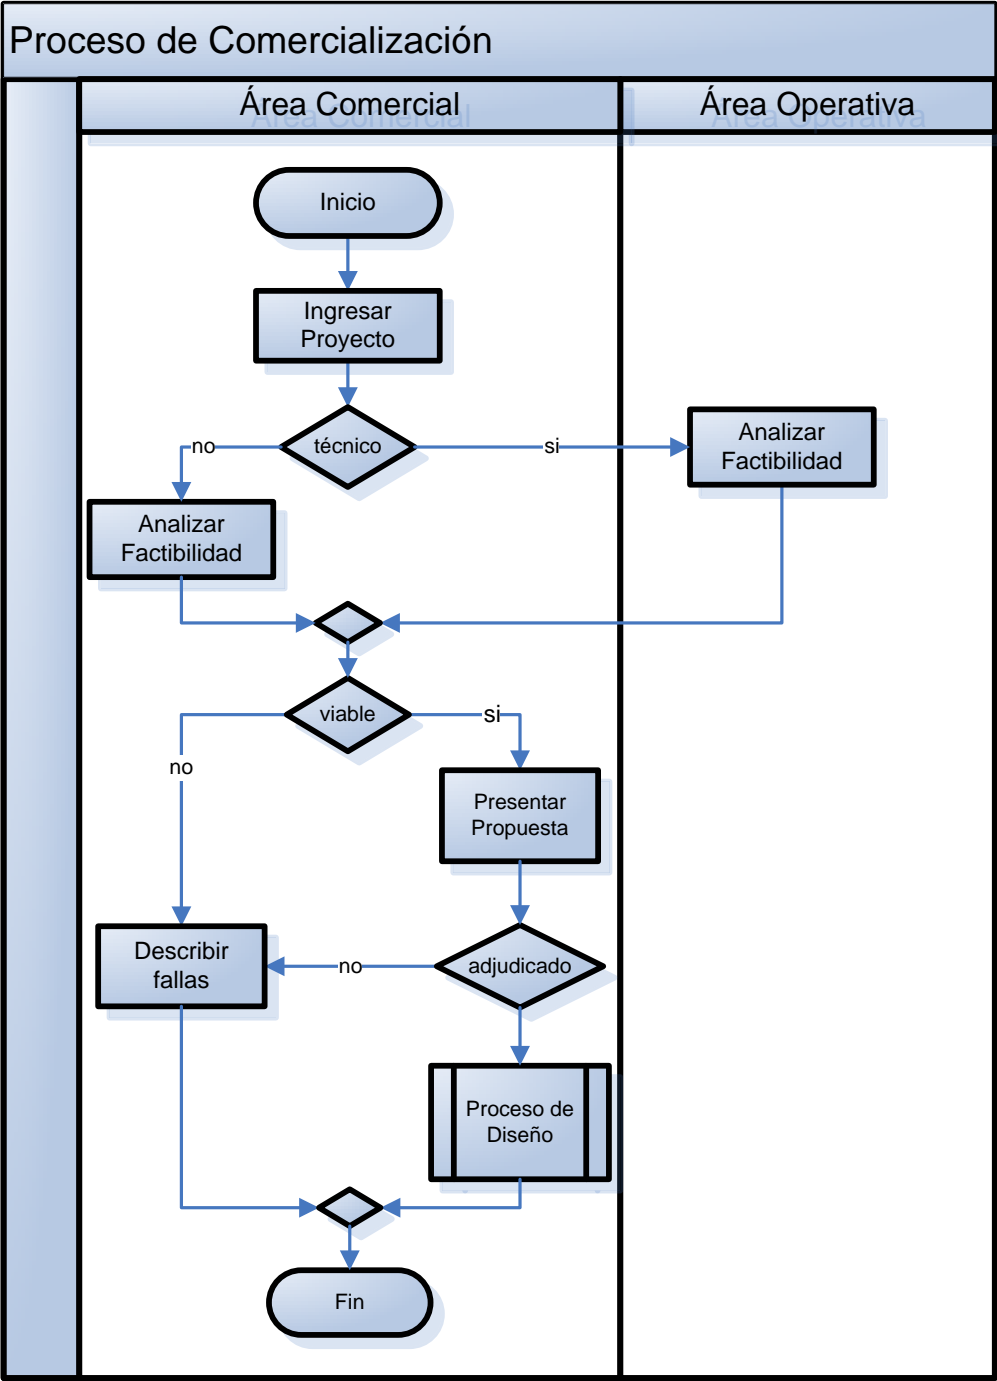 Proceso de Comercialización
Área Comercial
Área Operativa
Inicio
Ingresar
Proyecto
técnico
no
si
Analizar
Factibilidad
Analizar
Factibilidad
viable
si
no
Presentar
Propuesta
Describir
fallas
no
adjudicado
Proceso de
Diseño
Fin